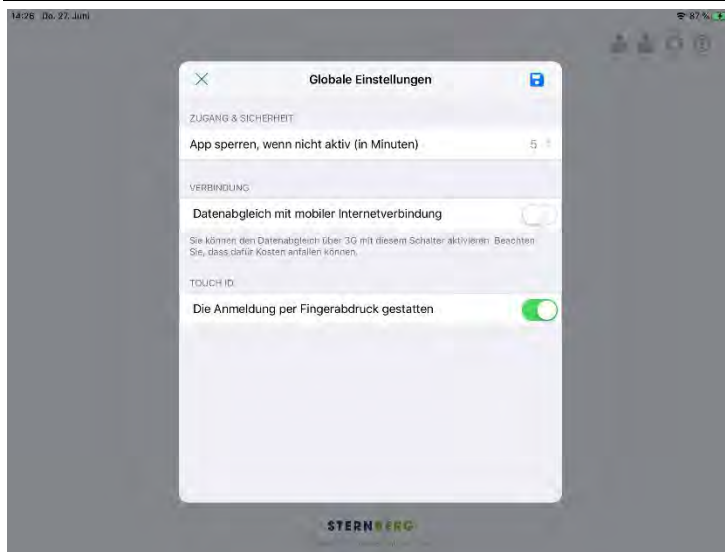 14:26 Do. 27. Juni
87 %
Globale Einstellungen
ZUGANG & SICHERHEIT
App sperren, wenn nicht aktiv (in Minuten)
5
VERBINDUNG
Datenabgleich mit mobiler Internetverbindung
Sie können den Datenabgleich über 3G mit diesem Schalter aktivieren. Beachten
Sie, dass dafür Kosten anfallen können.
TOUCH ID
Die Anmeldung per Fingerabdruck gestatten
STERNBERG